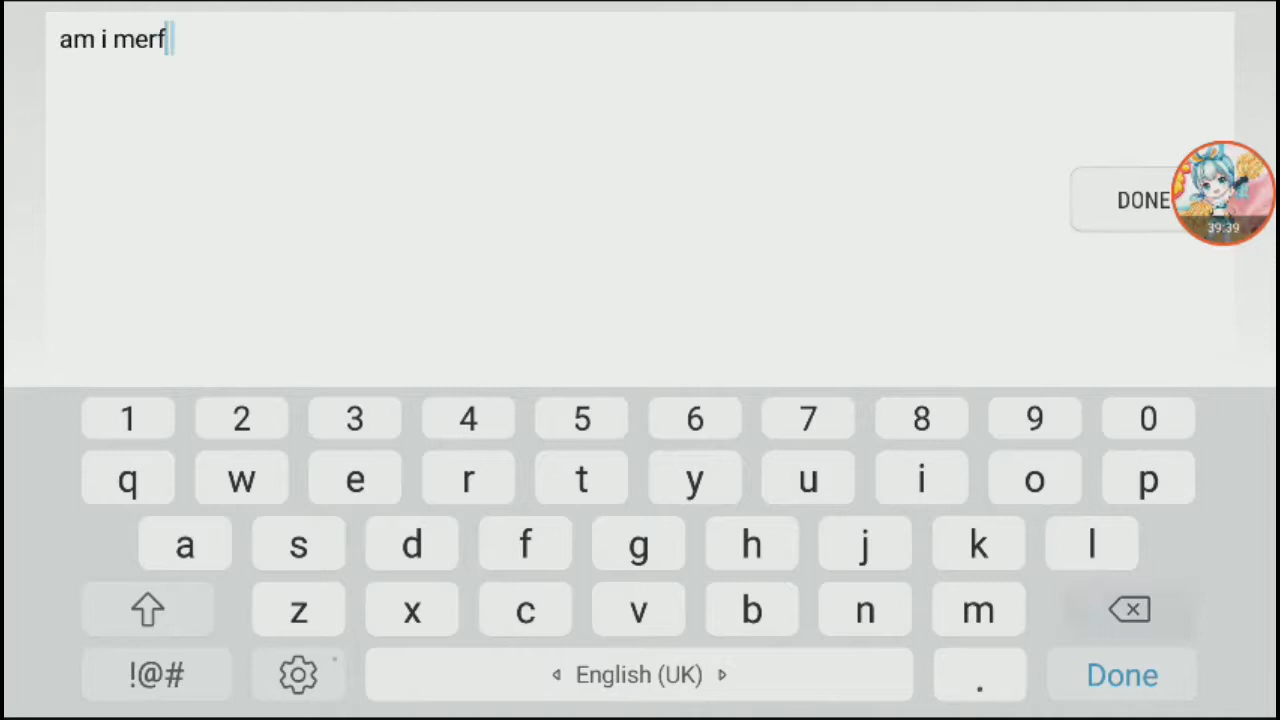 am i merf
DONE
39:39
1 2 3 4 5 6 7 8 9 0
q w e r t y u i o p
a s d f g h j k l
z x c v b n m
!@# English (UK) . Done